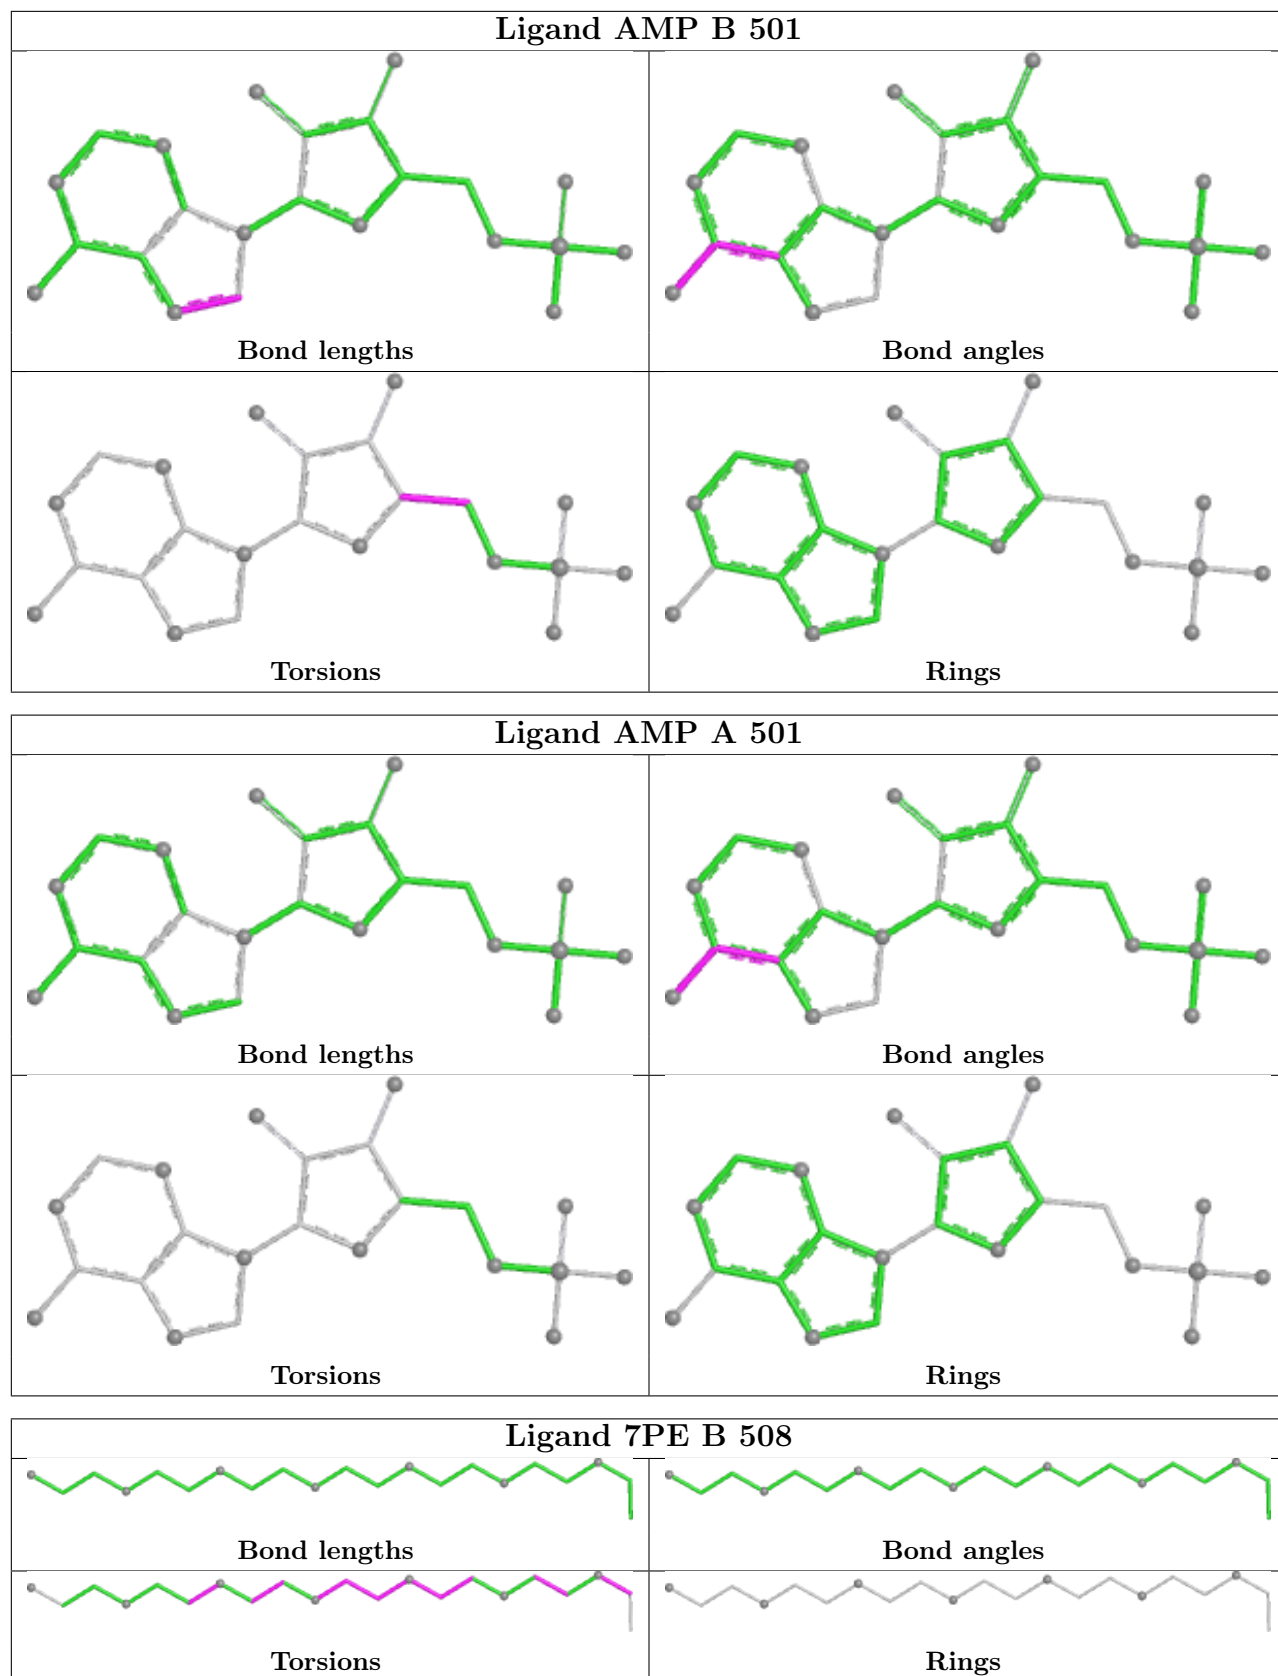 Ligand AMP B 501
Bond lengths
Bond angles
Torsions
Rings
Ligand AMP A 501
Bond lengths
Bond angles
Torsions
Rings
Ligand 7PE B 508
Bond lengths
Bond angles
Torsions
Rings